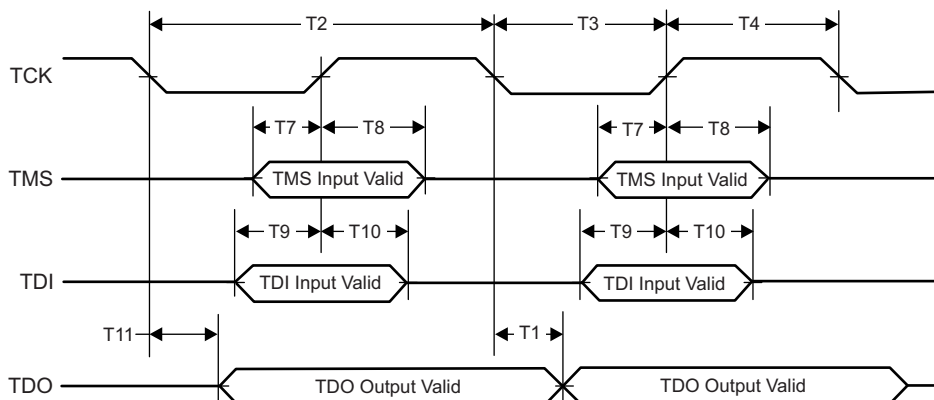 T2 T3 T4
TCK
T7 T8 T7 T8
TMS TMS Input Valid TMS Input Valid
T9 T10 T9 T10
TDI TDI Input Valid TDI Input Valid
T11 T1
TDO TDO Output Valid TDO Output Valid